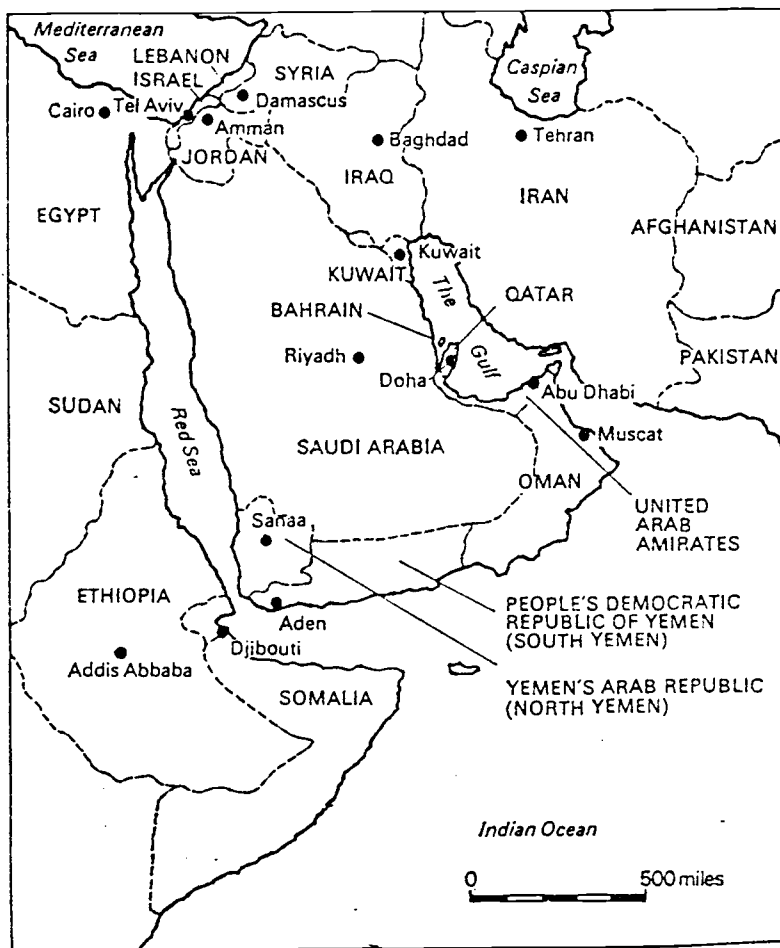 Mediterranean
Sea
LEBANON
ISRAEL
SYRIA
Caspian
Sea
Cairo
Tel Aviv
Damascus
Amman
Baghdad
Tehran
JORDAN
IRAQ
IRAN
EGYPT
AFGHANISTAN
Kuwait
KUWAIT
The
Gulf
QATAR
BAHRAIN
Riyadh
Doha
PAKISTAN
Abu Dhabi
SUDAN
Red Sea
Muscat
SAUDI ARABIA
OMAN
UNITED
ARAB
AMIRATES
Sanaa
ETHIOPIA
Aden
PEOPLE'S DEMOCRATIC
REPUBLIC OF YEMEN
(SOUTH YEMEN)
Djibouti
Addis Abbaba
SOMALIA
YEMEN'S ARAB REPUBLIC
(NORTH YEMEN)
Indian Ocean
0 500 miles